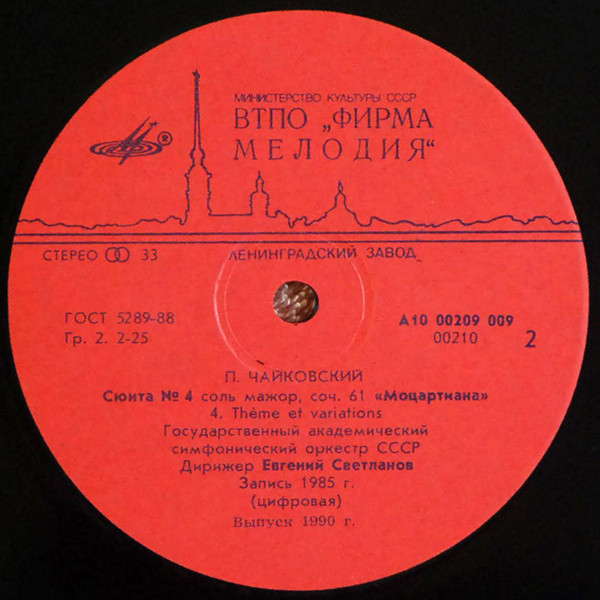 МИНИСТЕРСТВО КУЛЬТУРЫ СССР
ВТПО „ФИРМА
МЕЛОДИЯ“
®
СТЕРЕО 33
ЛЕНИНГРАДСКИЙ ЗАВОД
ГОСТ 5289-88
Гр. 2. 2-25
А10 00209 009
00210 2
П. ЧАЙКОВСКИЙ
Сюита № 4 соль мажор, соч. 61 «Моцартиана»
4. Thème et variations
Государственный академический
симфонический оркестр СССР
Дирижер Евгений Светланов
Запись 1985 г.
(цифровая)
Выпуск 1990 г.